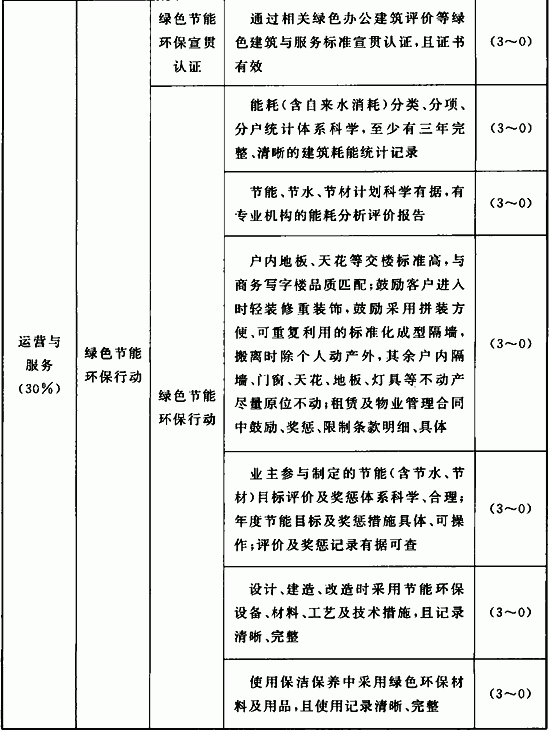 绿色节能
环保宣贯
认证
通过相关绿色办公建筑评价等绿
色建筑与服务标准宣贯认证,且证书
有效
(3～0)
运营与
服务
(30%)
绿色节能
环保行动
绿色节能
环保行动
能耗(含自来水消耗)分类、分项、
分户统计体系科学,至少有三年完
整、清晰的建筑耗能统计记录
(3～0)
节能、节水、节材计划科学有据,有
专业机构的能耗分析评价报告
(3～0)
户内地板、天花等交楼标准高,与
商务写字楼品质匹配;鼓励客户进入
时轻装修重装饰,鼓励采用拼装方
便、可重复利用的标准化成型隔墙,
搬离时除个人动产外,其余户内隔
墙、门窗、天花、地板、灯具等不动产
尽量原位不动;租赁及物业管理合同
中鼓励、奖惩、限制条款明细、具体
(3～0)
业主参与制定的节能(含节水、节
材)目标评价及奖惩体系科学、合理;
年度节能目标及奖惩措施具体、可操
作;评价及奖惩记录有据可查
(3～0)
设计、建造、改造时采用节能环保
设备、材料、工艺及技术措施,且记录
清晰、完整
(3～0)
使用保洁保养中采用绿色环保材
料及用品,且使用记录清晰、完整
(3～0)